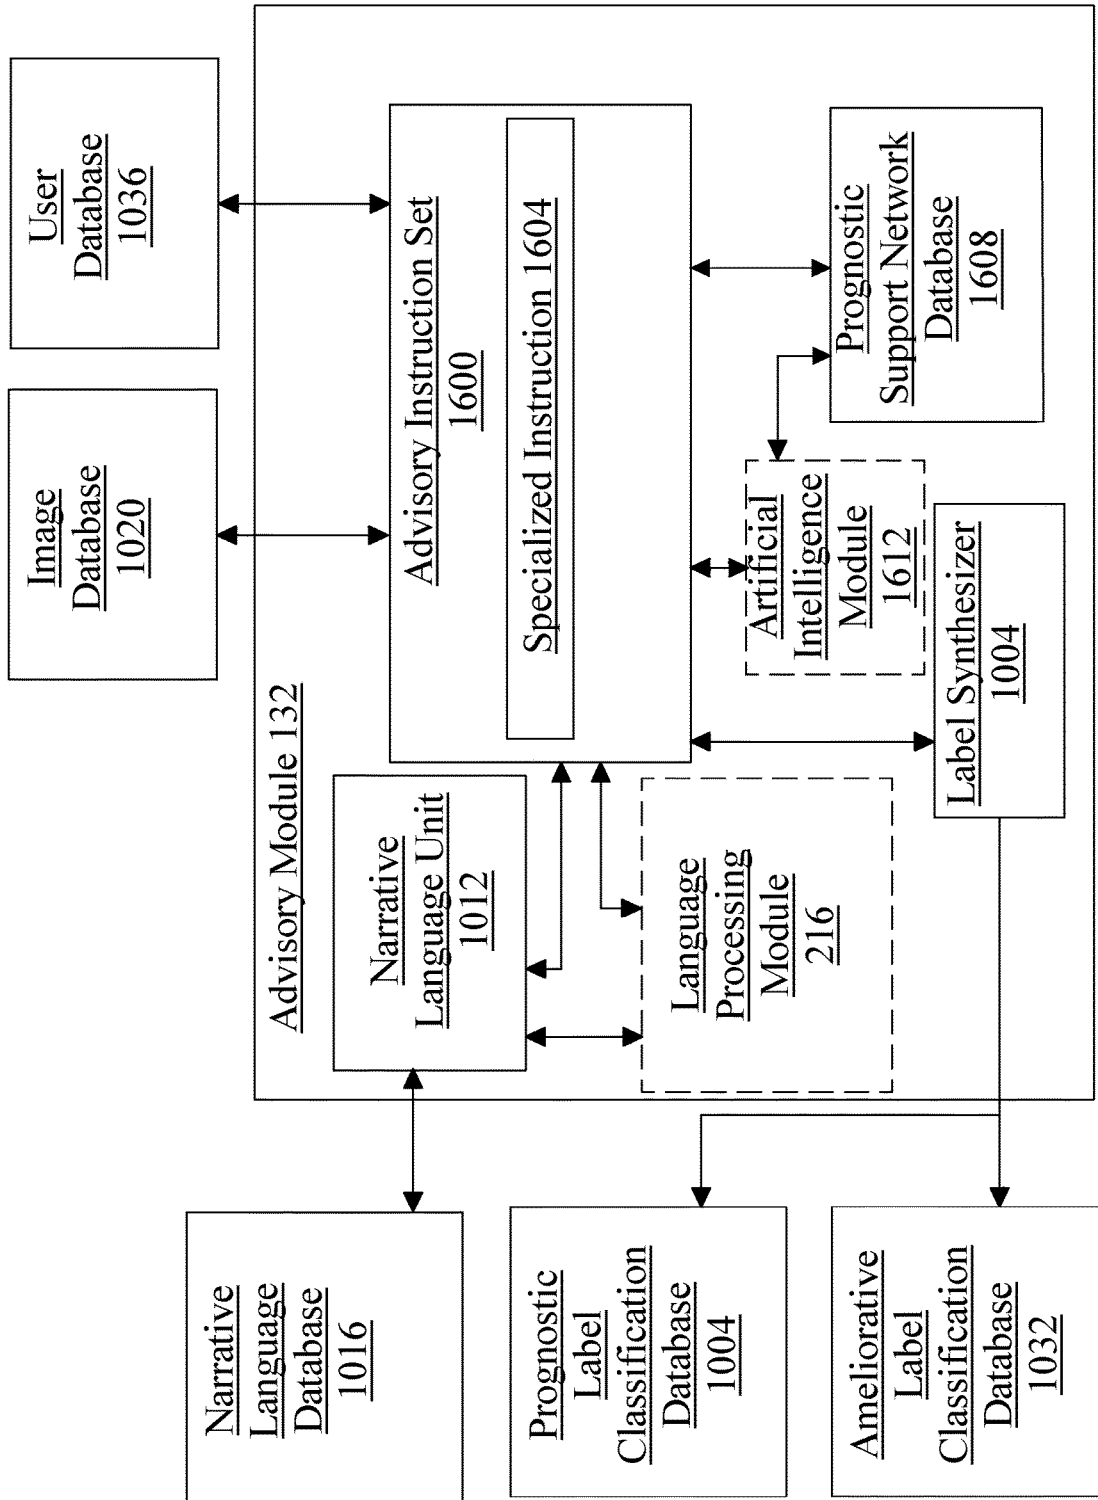 Image
Database
1020
User
Database
1036
Narrative
Language
Database
1016
Advisory Module 132
Narrative
Language Unit
1012
Advisory Instruction Set
1600
Specialized Instruction 1604
Prognostic
Label
Classification
Database
1004
Language
Processing
Module
216
Artificial
Intelligence
Module
1612
Prognostic
Support Network
Database
1608
Ameliorative
Label
Classification
Database
1032
Label Synthesizer
1004